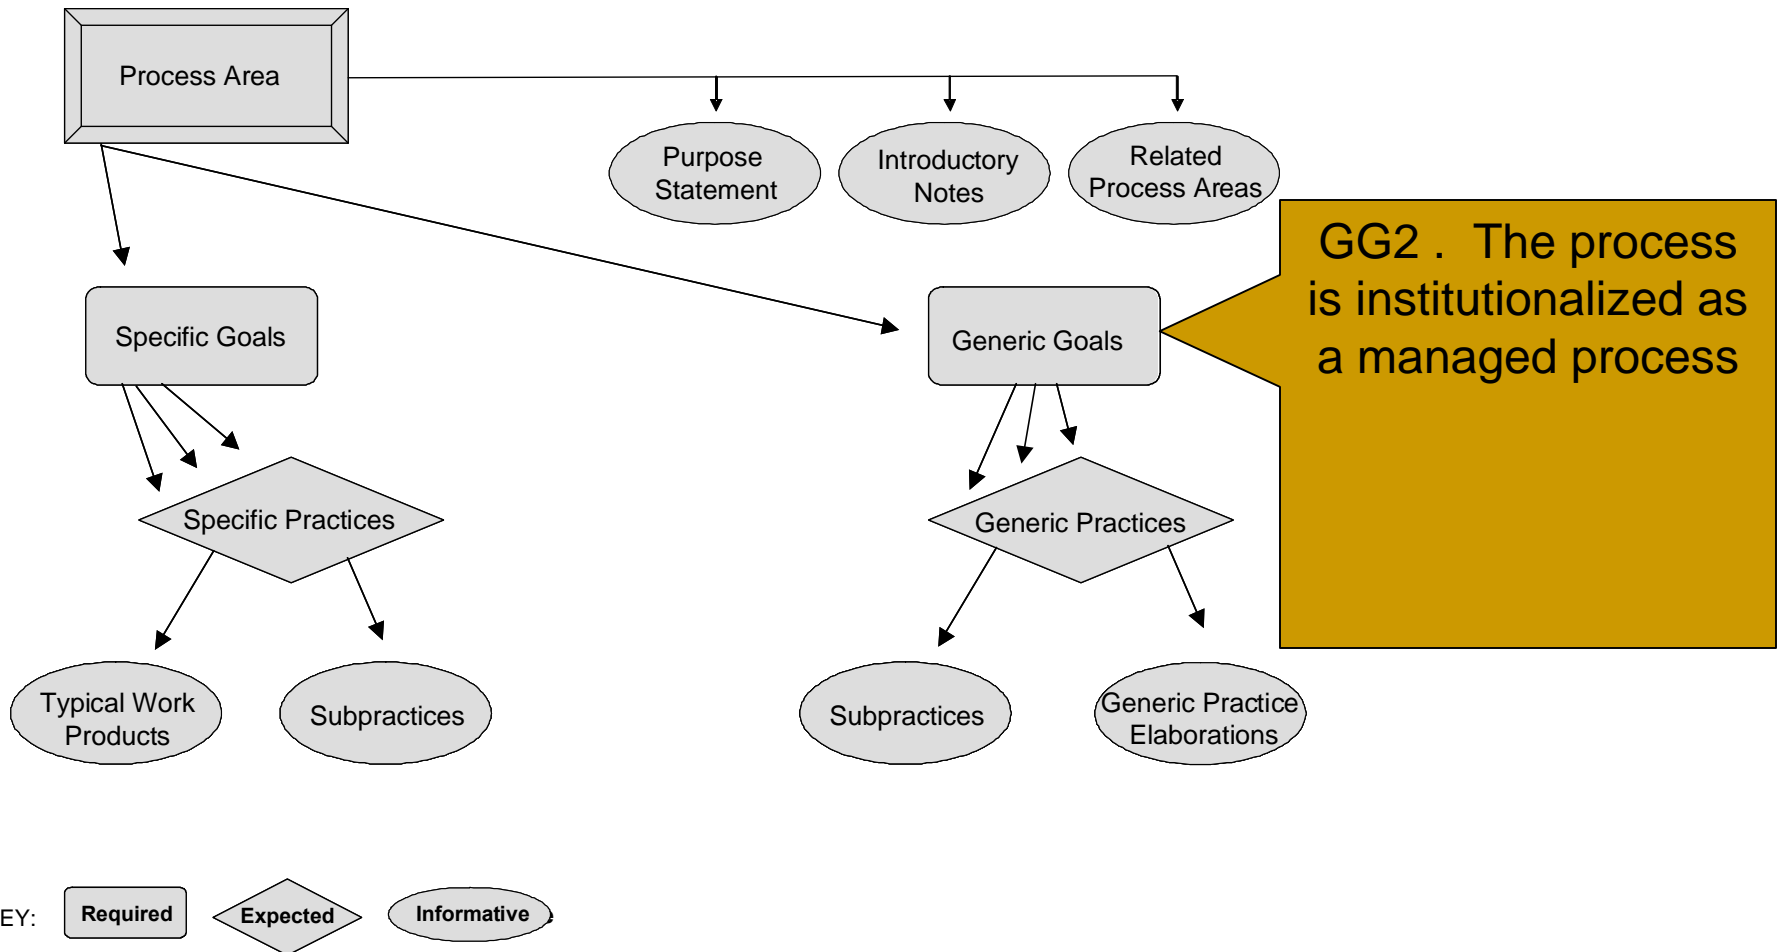 Process Area
Purpose
Statement
Introductory
Notes
Related
Process Areas
GG2 .  The process
is institutionalized as
a managed process
Specific Goals
Generic Goals
Specific Practices
Generic Practices
Typical Work
Products
Subpractices
Subpractices
Generic Practice
Elaborations
EY:
Required
Expected
Informative